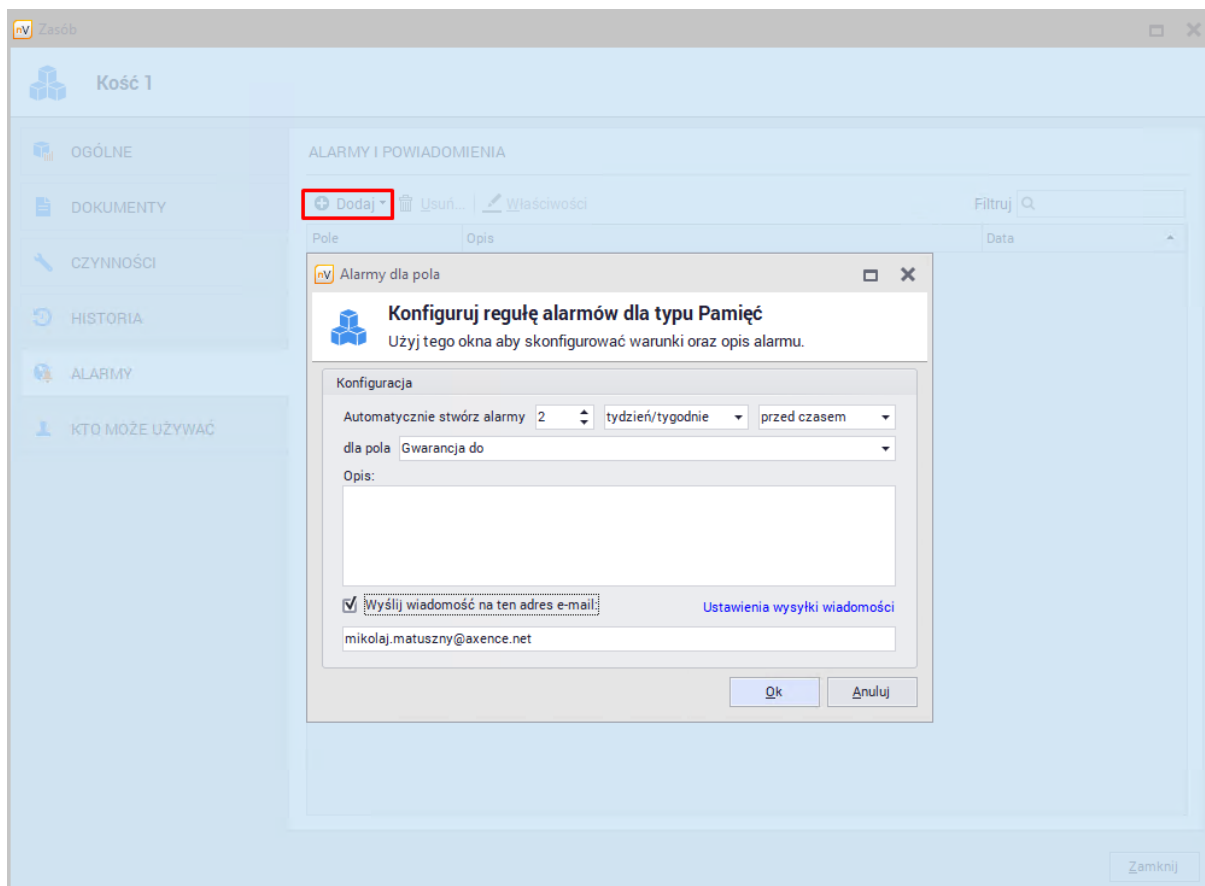 nV Zasób
Kość 1
OGÓLNE
DOKUMENTY
CZYNNOŚCI
HISTORIA
ALARMY
KTO MOŻE UŻYWAĆ
ALARMY I POWIADOMIENIA
Dodaj Usuń... Właściwości Filtruj
Pole Opis Data
nV Alarmy dla pola
Konfiguruj regułę alarmów dla typu Pamięć
Użyj tego okna aby skonfigurować warunki oraz opis alarmu.
Konfiguracja
Automatycznie stwórz alarmy 2 tydzień/tygodnie przed czasem
dla pola Gwarancja do
Opis:
Wyślij wiadomość na ten adres e-mail: Ustawienia wysyłki wiadomości
mikolaj.matuszny@axence.net
Ok Anuluj
Zamknij